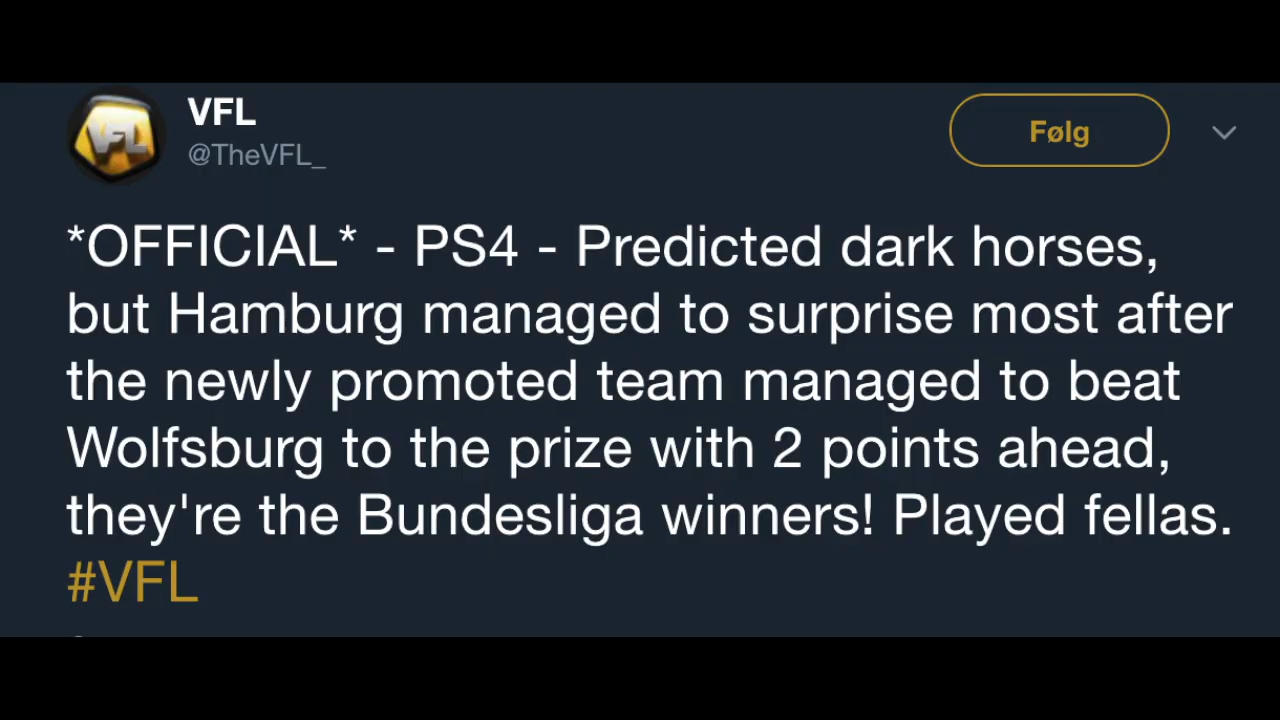 VFL
VFL
@TheVFL_
Følg
*OFFICIAL* - PS4 - Predicted dark horses,
but Hamburg managed to surprise most after
the newly promoted team managed to beat
Wolfsburg to the prize with 2 points ahead,
they're the Bundesliga winners! Played fellas.
#VFL